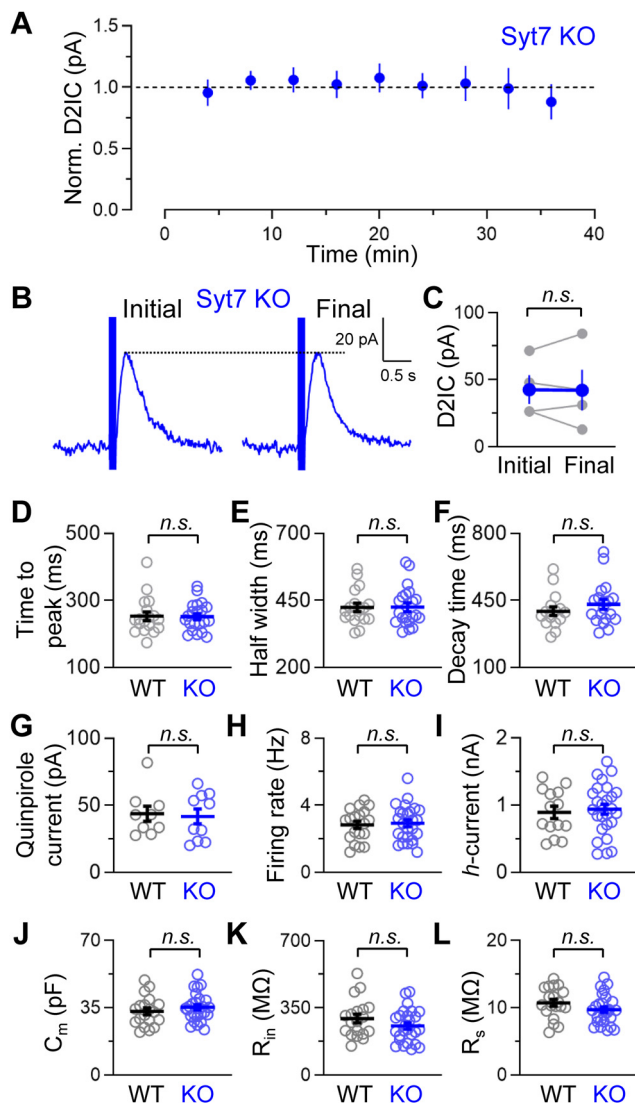 A
Syt7 KO
Norm. D2IC (pA)
1.5
1.0
0.5
0.0
0 10 20 30 40
Time (min)
B
Initial Syt7 KO Final
20 pA
0.5 s
C
n.s.
D2IC (pA)
100
50
0
Initial Final
D
n.s.
Time to
peak (ms)
500
300
100
WT KO
E
n.s.
Half width (ms)
700
450
200
WT KO
F
n.s.
Decay time (ms)
800
450
100
WT KO
G
n.s.
Quinpirole
current (pA)
100
50
0
WT KO
H
n.s.
Firing rate (Hz)
8
4
0
WT KO
I
n.s.
h-current (nA)
2
1
0
WT KO
J
n.s.
Cm (pF)
70
35
0
WT KO
K
n.s.
Rin (MΩ)
700
350
0
WT KO
L
n.s.
Rs (MΩ)
20
10
0
WT KO